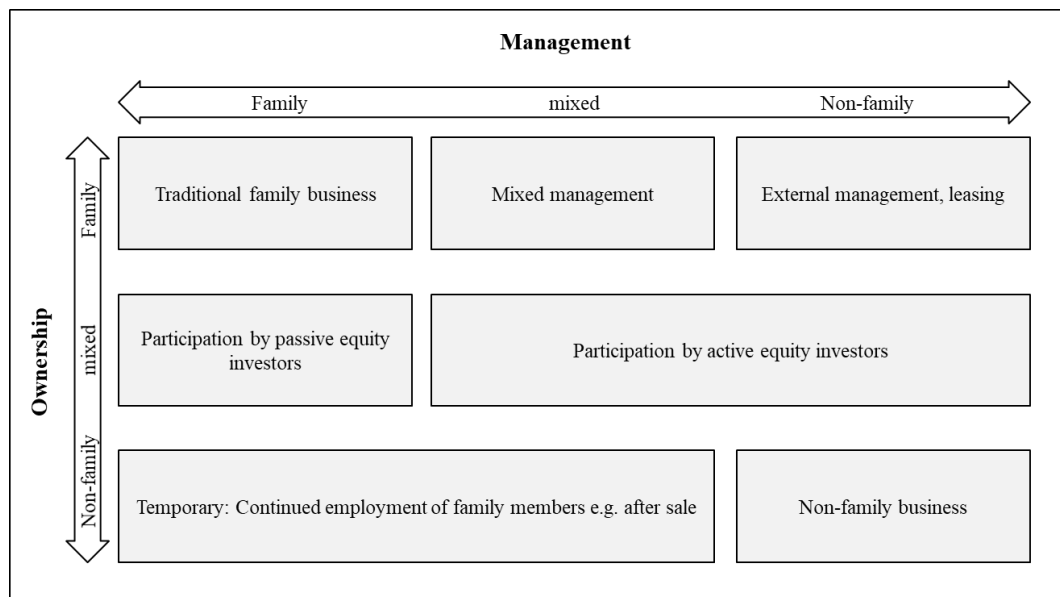 Management
Family mixed Non-family
Ownership
Family
mixed
Non-family
Traditional family business
Mixed management
External management, leasing
Participation by passive equity
investors
Participation by active equity investors
Temporary: Continued employment of family members e.g. after sale
Non-family business